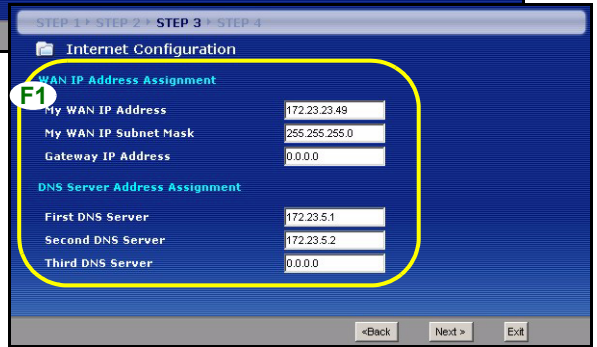 STEP 1 STEP 2 STEP 3 STEP 4
Internet Configuration
WAN IP Address Assignment
F1
My WAN IP Address 172.23.23.49
My WAN IP Subnet Mask 255.255.255.0
Gateway IP Address 0.0.0.0
DNS Server Address Assignment
First DNS Server 172.23.5.1
Second DNS Server 172.23.5.2
Third DNS Server 0.0.0.0
«Back Next » Exit